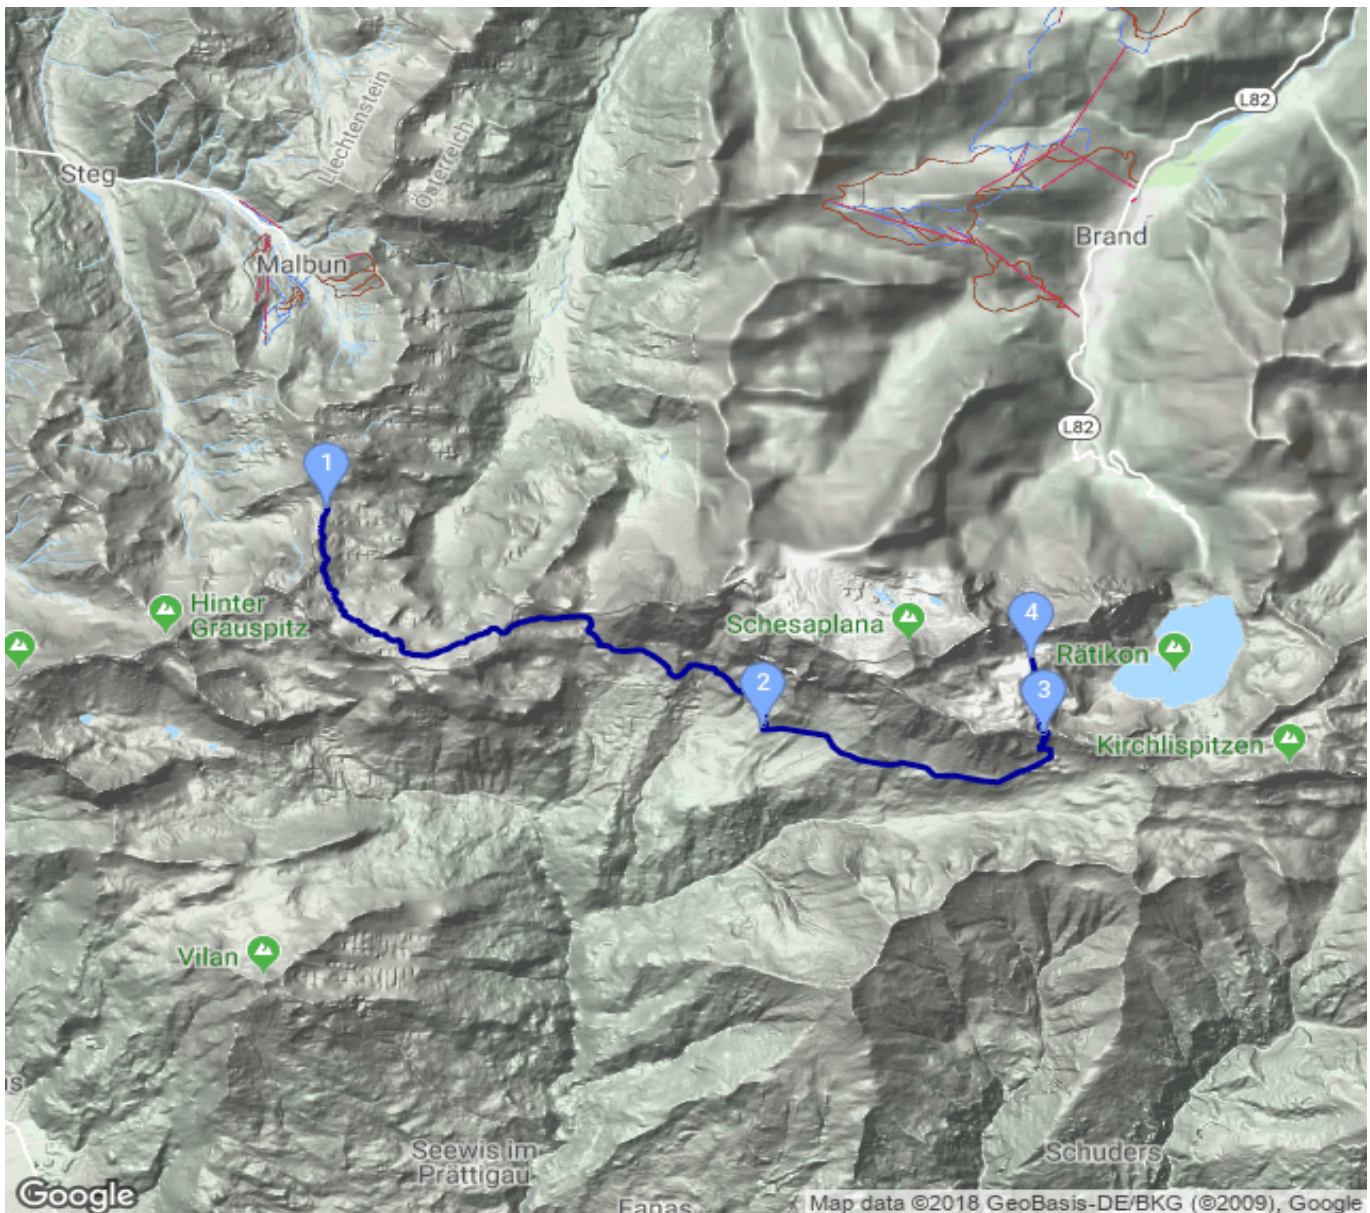 L82
Liechtenstein
Österreich
Steg
Brand
Malbun
L82
1
Hinter
Grauspitz
Schesaplana
4
Rätikon
2
3
Kirchlispitzen
Vilan
Seewis im
Prättigau
Schuders
Fanas
Google
Map data ©2018 GeoBasis-DE/BKG (©2009), Google